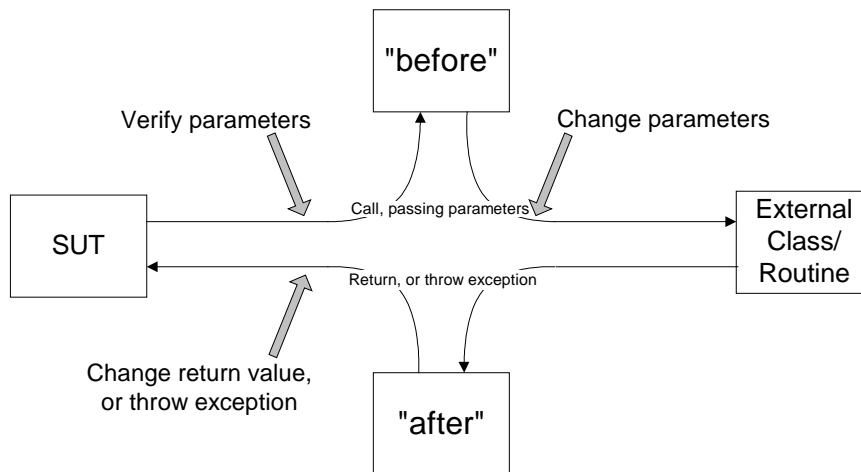 "before"
Verify parameters
Change parameters
Call, passing parameters
SUT
External
Class/
Routine
Return, or throw exception
Change return value,
or throw exception
"after"